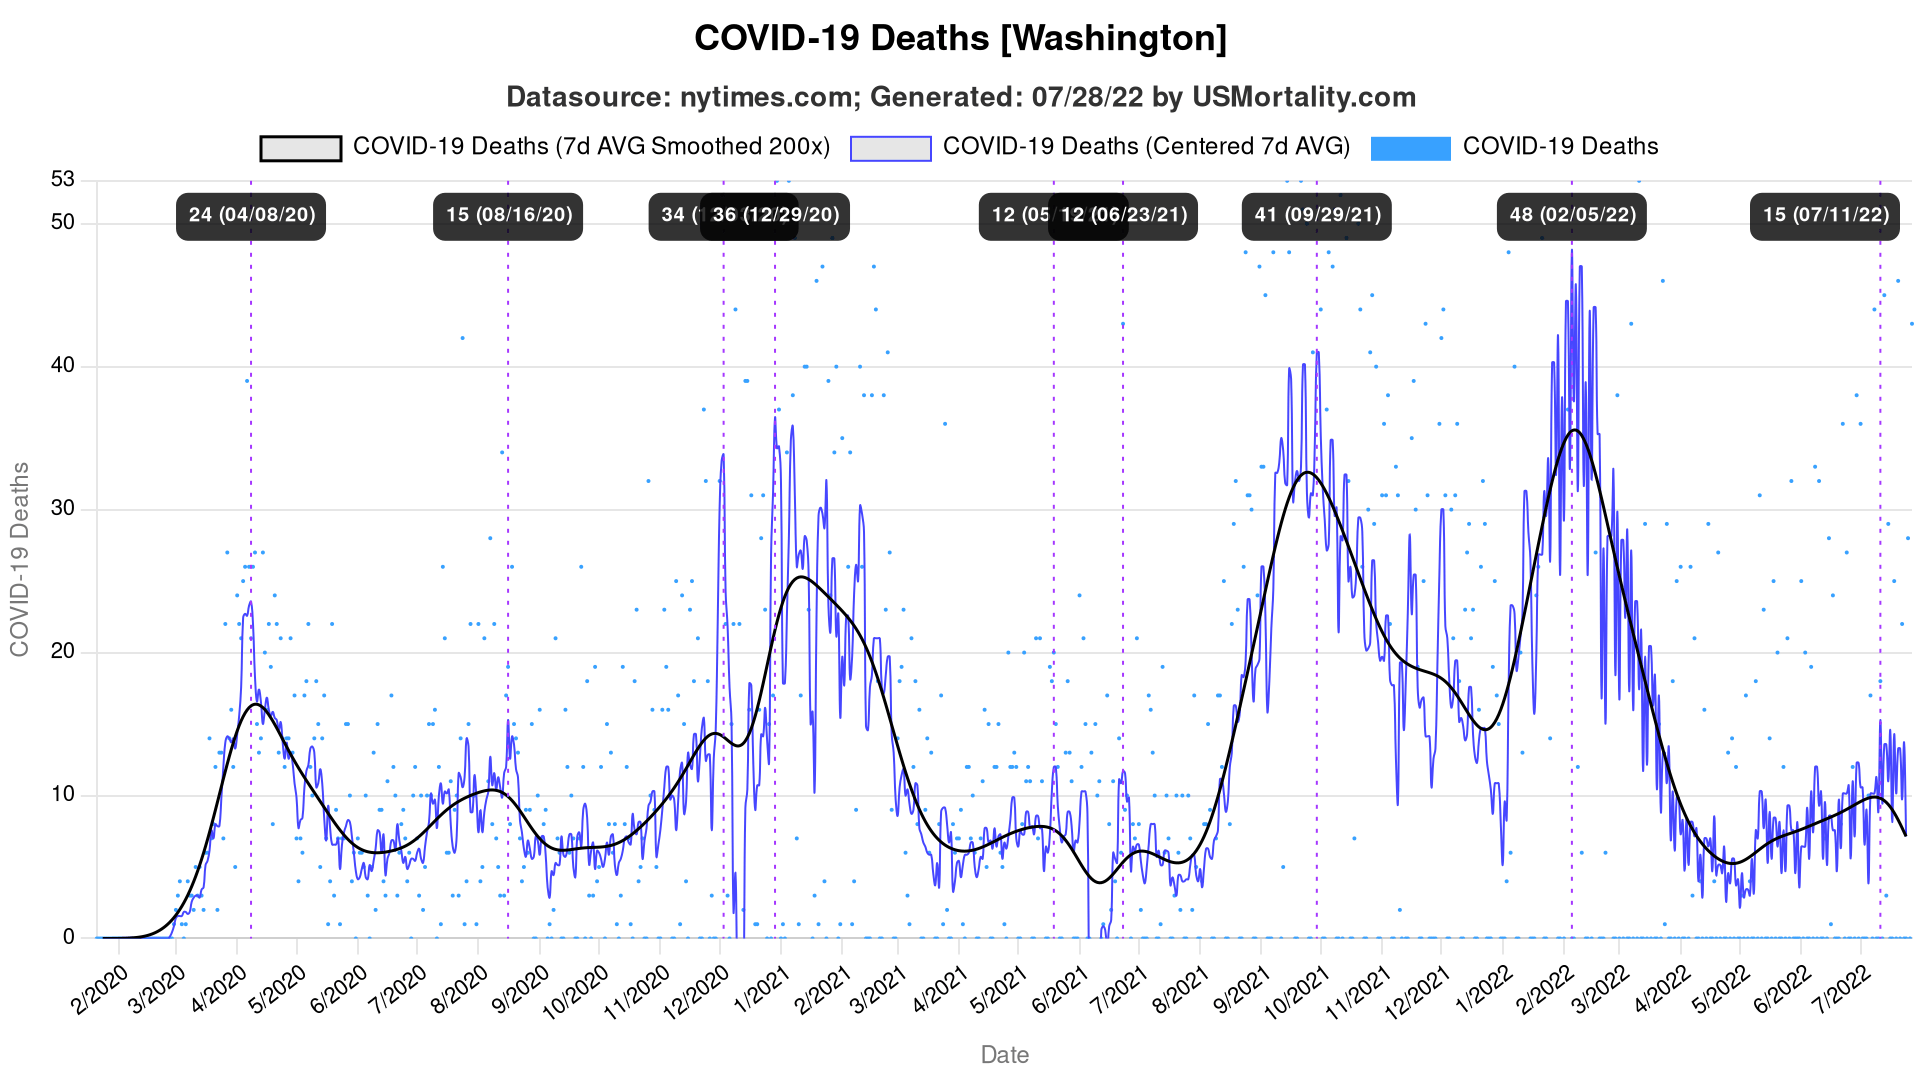 COVID-19 Deaths [Washington]
Datasource: nytimes.com; Generated: 07/28/22 by USMortality.com
COVID-19 Deaths (7d AVG Smoothed 200x) COVID-19 Deaths (Centered 7d AVG) COVID-19 Deaths
53
24 (04/08/20) 15 (08/16/20) 34 ( 36 (12/29/20) 12 (05 12 (06/23/21) 41 (09/29/21) 48 (02/05/22) 15 (07/11/22)
50
40
30
20
10
0
COVID-19 Deaths
2/2020 3/2020 4/2020 5/2020 6/2020 7/2020 8/2020 9/2020 10/2020 11/2020 12/2020 1/2021 2/2021 3/2021 4/2021 5/2021 6/2021 7/2021 8/2021 9/2021 10/2021 11/2021 12/2021 1/2022 2/2022 3/2022 4/2022 5/2022 6/2022 7/2022
Date